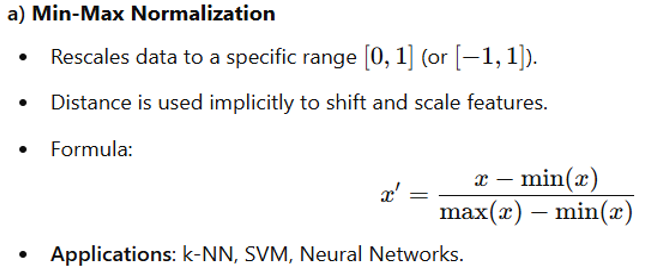 a) Min-Max Normalization
• Rescales data to a specific range [0, 1] (or [−1, 1]).
• Distance is used implicitly to shift and scale features.
• Formula:
x′ = (x − min(x)) / (max(x) − min(x))
• Applications: k-NN, SVM, Neural Networks.